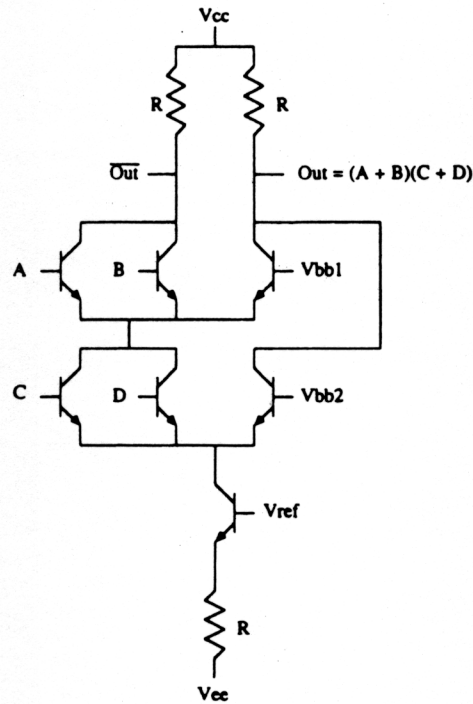 Vcc
R R
Out Out = (A + B)(C + D)
A B Vbb1
C D Vbb2
Vref
R
Vee